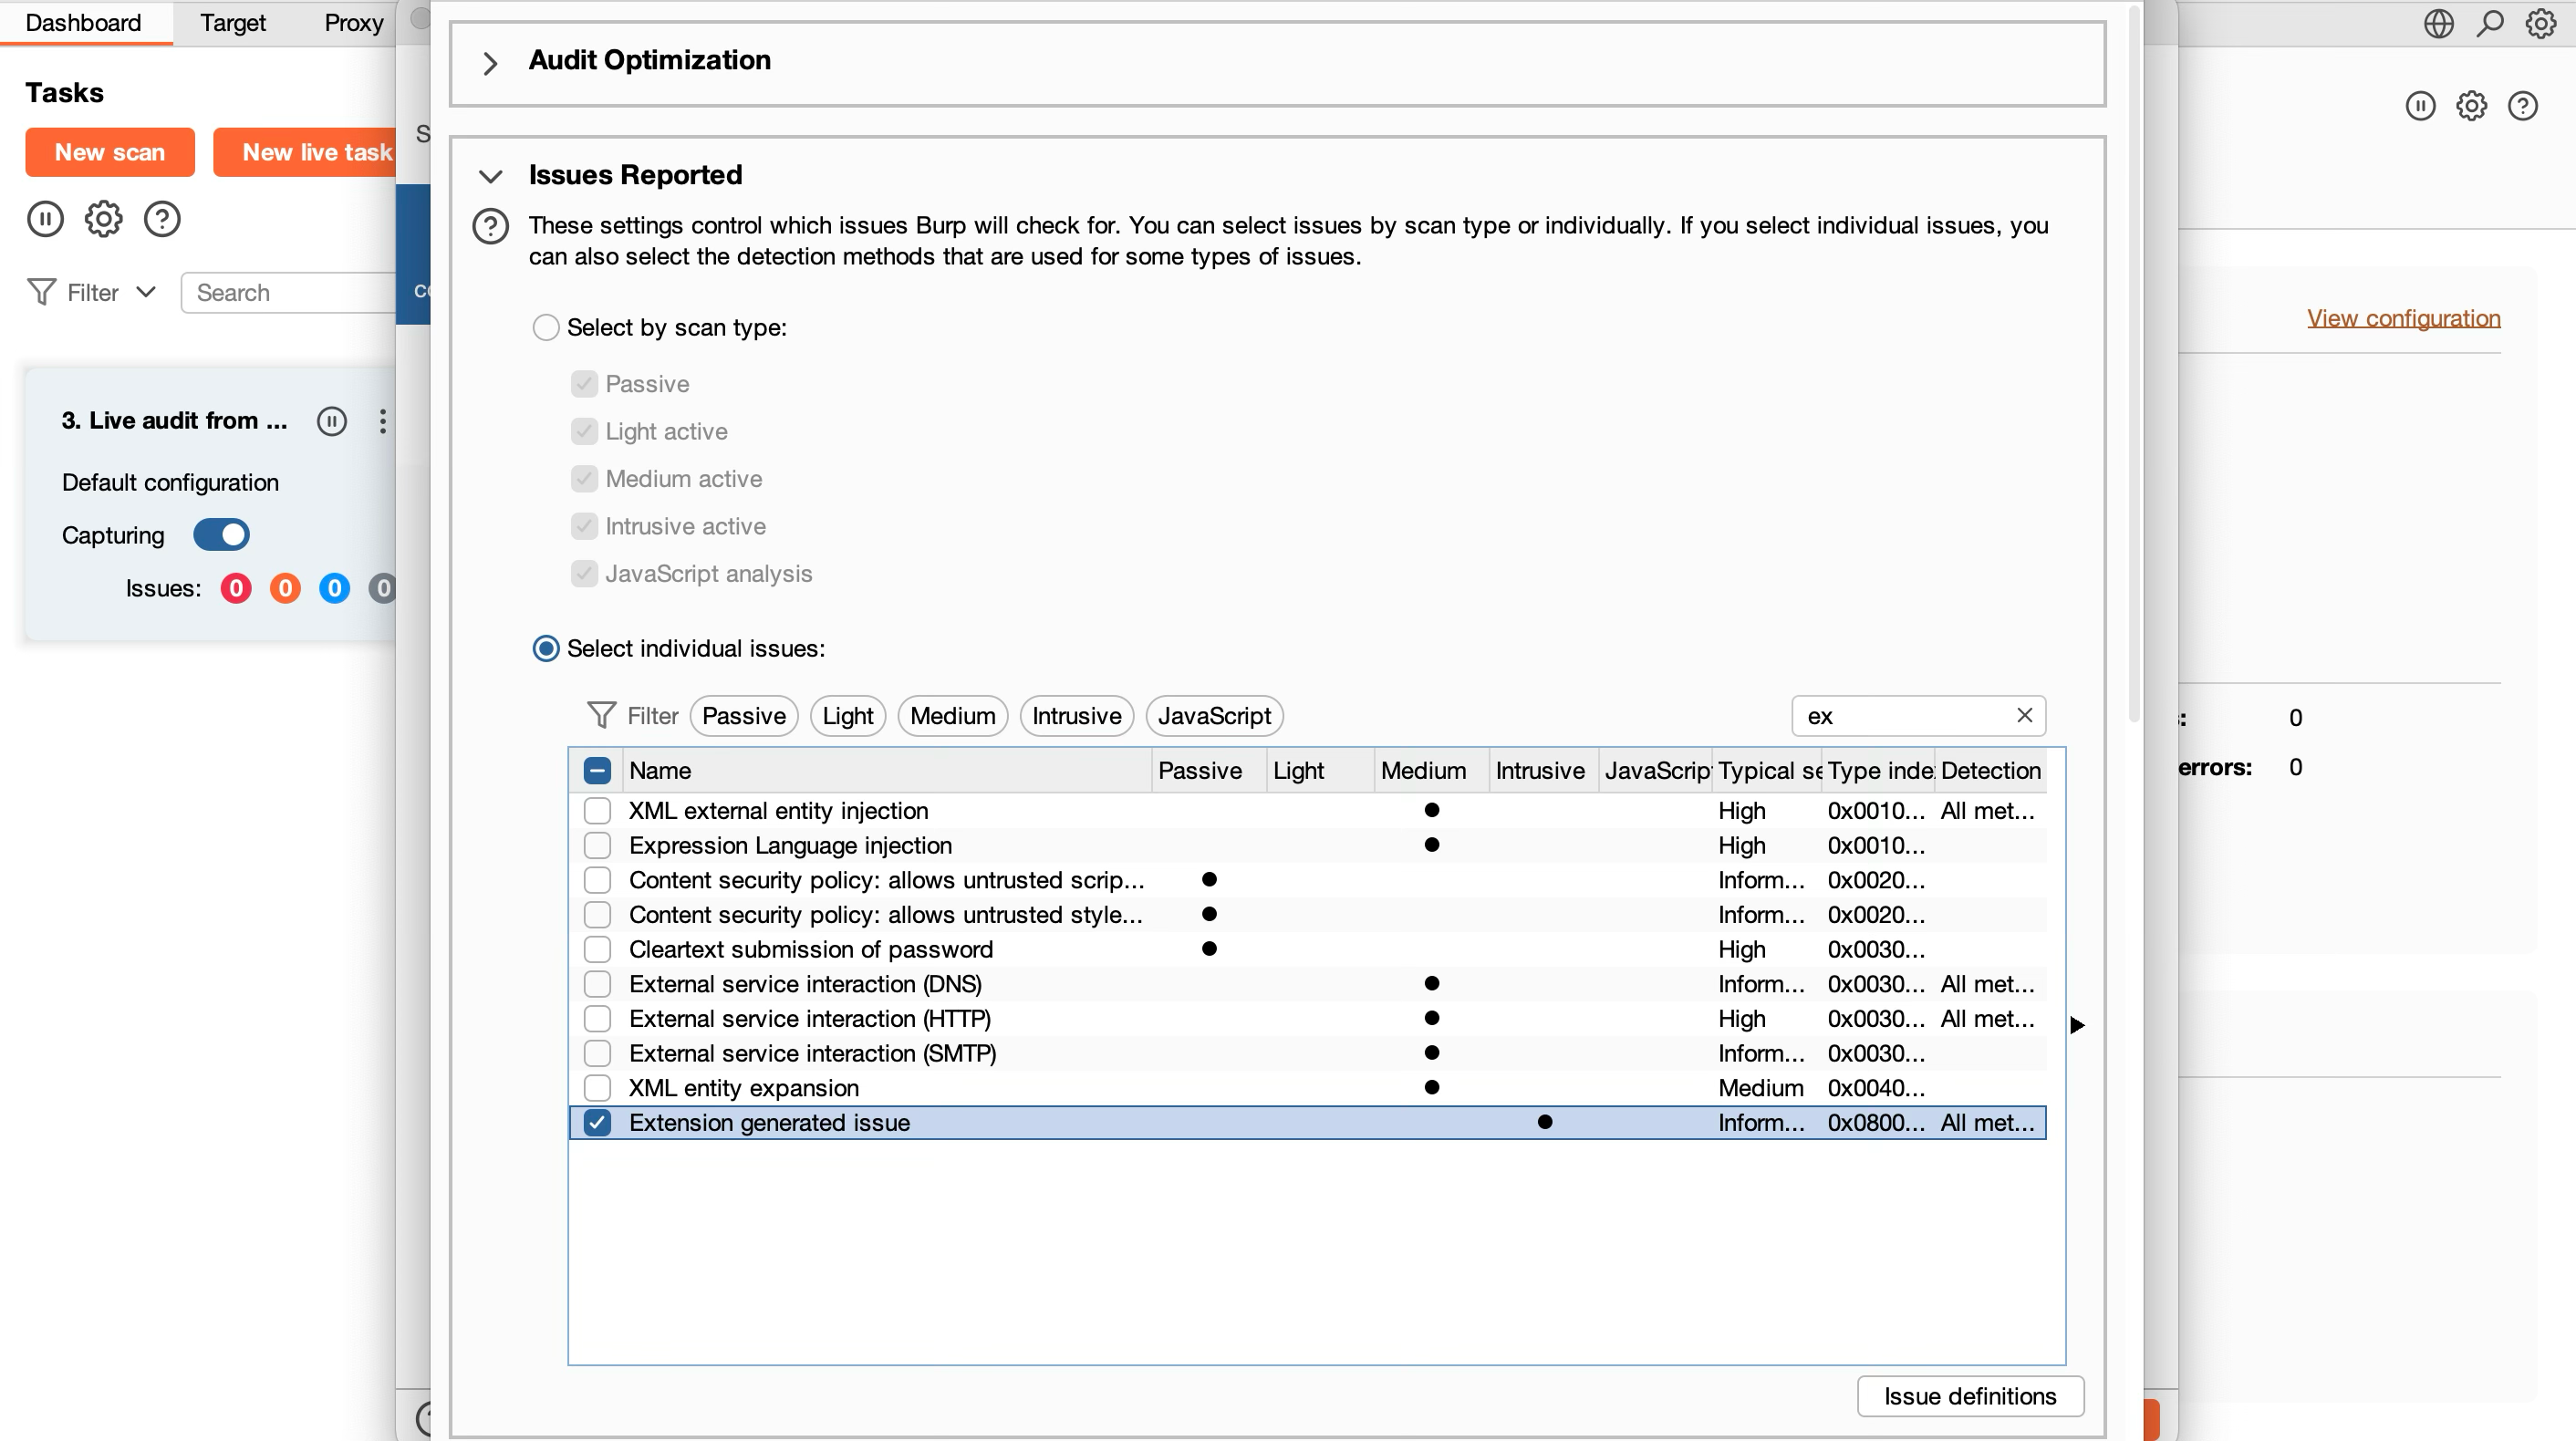 Dashboard
Target
Proxy
Tasks
New scan
New live task
Filter
Search
3. Live audit from ...
Default configuration
Capturing
Issues: 0 0 0 0
Audit Optimization
Issues Reported
These settings control which issues Burp will check for. You can select issues by scan type or individually. If you select individual issues, you
can also select the detection methods that are used for some types of issues.
Select by scan type:
Passive
Light active
Medium active
Intrusive active
JavaScript analysis
Select individual issues:
Filter Passive Light Medium Intrusive JavaScript ex
Name Passive Light Medium Intrusive JavaScrip Typical se Type inde Detection
XML external entity injection High 0x0010... All met...
Expression Language injection High 0x0010...
Content security policy: allows untrusted scrip... Inform... 0x0020...
Content security policy: allows untrusted style... Inform... 0x0020...
Cleartext submission of password High 0x0030...
External service interaction (DNS) Inform... 0x0030... All met...
External service interaction (HTTP) High 0x0030... All met...
External service interaction (SMTP) Inform... 0x0030...
XML entity expansion Medium 0x0040...
Extension generated issue Inform... 0x0800... All met...
Issue definitions
View configuration
: 0
errors: 0